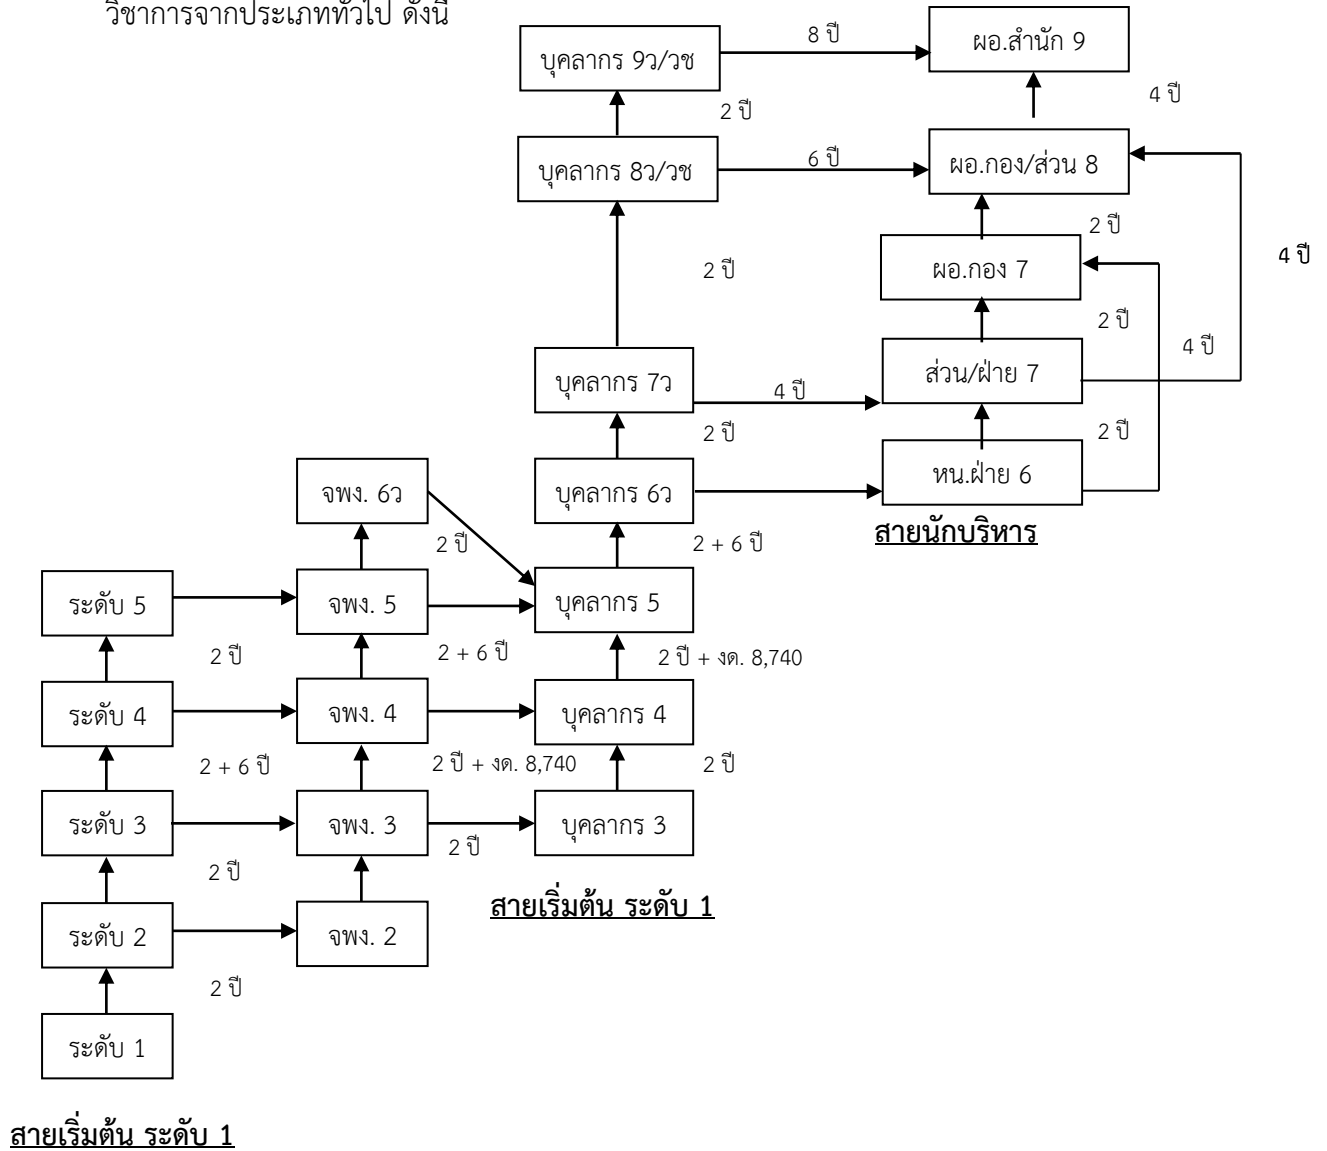 วิชาการจากประเภททั่วไป ดังนี้
บุคลากร 9ว/วช
8 ปี
ผอ.สำนัก 9
2 ปี
4 ปี
บุคลากร 8ว/วช
6 ปี
ผอ.กอง/ส่วน 8
2 ปี
4 ปี
2 ปี
ผอ.กอง 7
2 ปี
4 ปี
บุคลากร 7ว
4 ปี
ส่วน/ฝ่าย 7
2 ปี
2 ปี
จพง. 6ว
บุคลากร 6ว
หน.ฝ่าย 6
สายนักบริหาร
2 ปี
2 + 6 ปี
ระดับ 5
จพง. 5
บุคลากร 5
2 ปี
2 + 6 ปี
2 ปี + งด. 8,740
ระดับ 4
จพง. 4
บุคลากร 4
2 + 6 ปี
2 ปี + งด. 8,740
2 ปี
ระดับ 3
จพง. 3
บุคลากร 3
2 ปี
2 ปี
สายเริ่มต้น ระดับ 1
ระดับ 2
จพง. 2
2 ปี
ระดับ 1
สายเริ่มต้น ระดับ 1